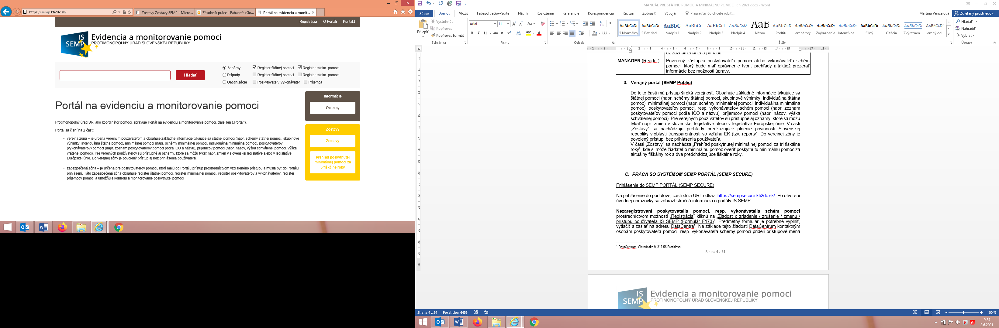 https://semp.kti2dc.sk/
Zostavy Zostavy SEMP - Micro...
Zásobník práce - Fabasoft eGo...
Portál na evidenciu a monit...
Registrácia O Portáli Kontakt
IS
SEMP
Evidencia a monitorovanie pomoci
PROTIMONOPOLNÝ ÚRAD SLOVENSKEJ REPUBLIKY
Hľadať
Schémy Register štátnej pomoci Register minim. pomoci
Prípady Register štátnej pomoci Register minim. pomoci
Organizácie Poskytovateľ / Vykonávateľ Príjemca
Portál na evidenciu a monitorovanie pomoci
Protimonopolný úrad SR, ako koordinátor pomoci, spravuje Portál na evidenciu a monitorovanie pomoci, ďalej len („Portál“).
Portál sa člení na 2 časti:
• verejná zóna – je určená verejným používateľom a obsahuje základné informácie týkajúce sa štátnej pomoci (napr. schémy štátnej pomoci, skupinové
výnimky, individuálna štátna pomoc), minimálnej pomoci (napr. schémy minimálnej pomoci, individuálna minimálna pomoc), poskytovateľov
(vykonávateľov) pomoci (napr. zoznam poskytovateľov pomoci podľa IČO a názvu), príjemcov pomoci (napr. názov, výška schválenej pomoci, výška
vrátenej pomoci). Pre verejných používateľov sú prístupné aj oznamy, ktoré sa môžu týkať napr. zmien v slovenskej legislatíve alebo v legislatíve
Európskej únie. Do verejnej zóny je povolený prístup aj bez prihlásenia používateľa.
• zabezpečená zóna – je určená pre poskytovateľov pomoci, ktorí majú do Portálu prístup prostredníctvom vzdialeného prístupu a musia byť do Portálu
prihlásení. Táto zabezpečená zóna obsahuje register štátnej pomoci, register minimálnej pomoci, register poskytovateľov a vykonávateľov, register
príjemcov pomoci a umožňuje kontrolu a monitorovanie poskytnutej pomoci.
Informácie
Oznamy
Zostavy
Zostavy
Prehľad poskytnutej
minimálnej pomoci za
3 fiškálne roky
MANUÁL PRE ŠTÁTNU POMOC A MINIMÁLNU POMOC_jún_2021.docx - Word
Súbor Domov Vložiť Fabasoft eGov-Suite Návrh Rozloženie Referencie Korešpondencia Revízia Zobraziť Vývojár Prezraďte, čo chcete robiť...
Martina Vencelová Zdieľaný prostriedok
Prilepiť
Vystrihnúť
Kopírovať
Kopírovať formát
Schránka
Arial 11
Písmo
Odsek
¶ Normálny ¶ Bez riad... Nadpis 1 Nadpis 2 Nadpis 3 Nadpis 4 Názov Podtitul Jemné zvý... Zvýraznenie Intenzívne... Silný Citácia Zvýraznen... Jemný od...
Štýly
Hľadať
Nahradiť
Vybrať
Úpravy
už zaznamenaného prípadu.
MANAGER (Reader) Poverený zástupca poskytovateľa pomoci alebo vykonávateľa schém
pomoci, ktorý bude mať oprávnenie tvoriť prehľady a taktiež prezerať
informácie bez možnosti úpravy.
3. Verejný portál (SEMP Public)
Do tejto časti má prístup široká verejnosť. Obsahuje základné informácie týkajúce sa
štátnej pomoci (napr. schémy štátnej pomoci, skupinové výnimky, individuálna štátna
pomoc), minimálnej pomoci (napr. schémy minimálnej pomoci, individuálna minimálna
pomoc), poskytovateľov pomoci, resp. vykonávateľov schém pomoci (napr. zoznam
poskytovateľov pomoci podľa IČO a názvu), príjemcov pomoci (napr. názov, výška
schválenej pomoci). Pre verejných používateľov sú prístupné aj oznamy, ktoré sa môžu
týkať napr. zmien v slovenskej legislatíve alebo v legislatíve Európskej únie. V časti
„Zostavy“ sa nachádzajú prehľady preukazujúce plnenie povinnosti Slovenskej
republiky v oblasti transparentnosti vo vzťahu EK (tzv. reporty). Do verejnej zóny je
povolený prístup bez prihlásenia používateľa.
V časti „Zostavy“ sa nachádza „Prehľad poskytnutej minimálnej pomoci za tri fiškálne
roky“, kde si môže žiadateľ o minimálnu pomoc overiť poskytnutú minimálnu pomoc za
aktuálny fiškálny rok a dva predchádzajúce fiškálne roky.
C. PRÁCA SO SYSTÉMOM SEMP PORTÁL (SEMP SECURE)
Prihlásenie do SEMP PORTÁL (SEMP SECURE)
Na prihlásenie do portálovej časti slúži URL odkaz: https://sempsecure.kti2dc.sk/. Po otvorení
úvodnej obrazovky sa zobrazí stručná informácia o portály IS SEMP.
Nezaregistrovaní poskytovatelia pomoci, resp. vykonávatelia schém pomoci
prostredníctvom možnosti „Registrácia“ kliknú na „Žiadosť o zriadenie / zrušenie / zmenu /
prístupu používateľa IS SEMP (Formulár F173)“. Predmetný formulár je potrebné vyplniť,
vytlačiť a zaslať na adresu DataCentra¹. Na základe tejto žiadosti DataCentrum kontaktným
osobám poskytovateľa pomoci, resp. vykonávateľa schémy pomoci pridelí prístupové mená
¹ DataCentrum, Cintorínska 5, 811 08 Bratislava.
Strana 4 z 24
IS
SEMP
Evidencia a monitorovanie pomoci
PROTIMONOPOLNÝ ÚRAD SLOVENSKEJ REPUBLIKY
Strana 4 z 24 Počet slov: 6455
100 %
9:34
2.6.2021